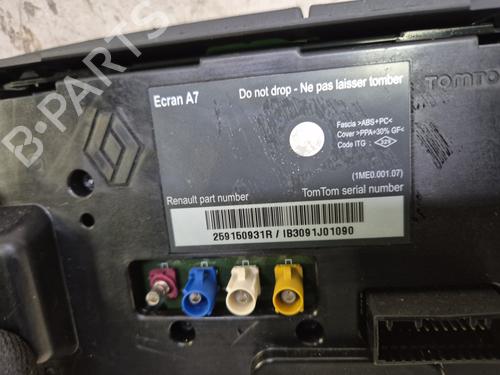 Ecran A7
Do not drop - Ne pas laisser tomber
TOMTOM
Fascia >ABS+PC<
Cover >PPA+30% GF<
Code ITG :
(1ME0.001.07)
Renault part number
TomTom serial number
259150931R / IB3091J01090
B-PARTS